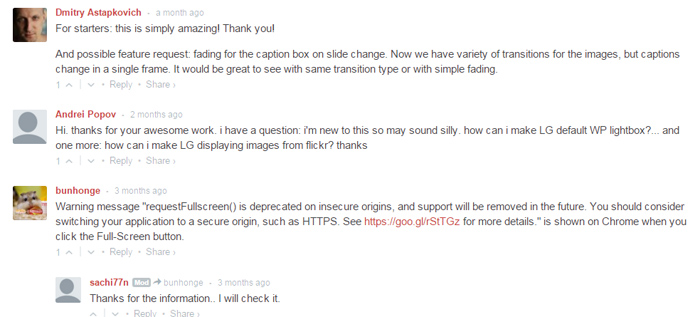 Dmitry Astapkovich · a month ago
For starters: this is simply amazing! Thank you!
And possible feature request: fading for the caption box on slide change. Now we have variety of transitions for the images, but captions
change in a single frame. It would be great to see with same transition type or with simple fading.
1 • Reply • Share ›
Andrei Popov · 2 months ago
Hi. thanks for your awesome work. i have a question: i'm new to this so may sound silly. how can i make LG default WP lightbox?... and
one more: how can i make LG displaying images from flickr? thanks
1 • Reply • Share ›
bunhonge · 3 months ago
Warning message "requestFullscreen() is deprecated on insecure origins, and support will be removed in the future. You should consider
switching your application to a secure origin, such as HTTPS. See https://goo.gl/rStTGz for more details." is shown on Chrome when you
click the Full-Screen button.
1 • Reply • Share ›
sachi77n Mod bunhonge · 3 months ago
Thanks for the information.. I will check it.
• Reply • Share ›